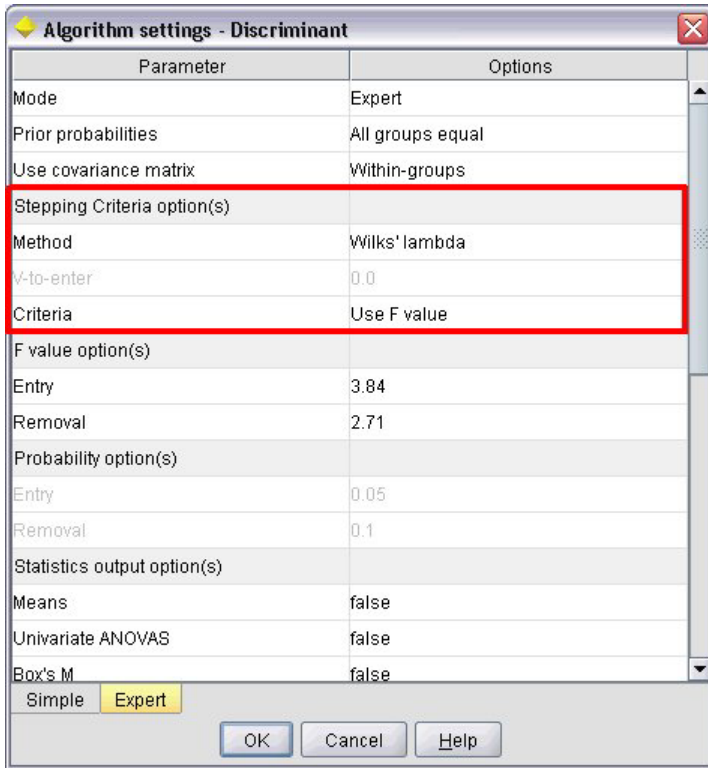 Algorithm settings - Discriminant
Parameter Options
Mode Expert
Prior probabilities All groups equal
Use covariance matrix Within-groups
Stepping Criteria option(s)
Method Wilks' lambda
V-to-enter 0.0
Criteria Use F value
F value option(s)
Entry 3.84
Removal 2.71
Probability option(s)
Entry 0.05
Removal 0.1
Statistics output option(s)
Means false
Univariate ANOVAS false
Box's M false
Simple Expert
OK Cancel Help